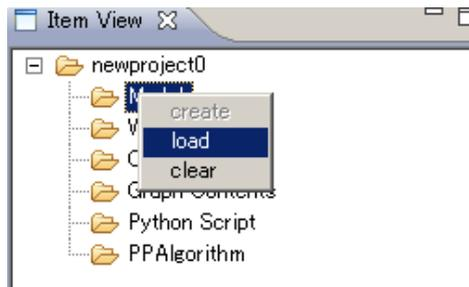 Item View
newproject0
create
load
clear
Graph Contents
Python Script
PPAlgorithm